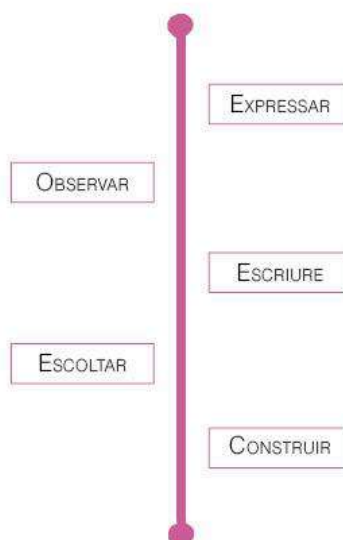 EXPRESSAR
OBSERVAR
ESCRIURE
ESCOLTAR
CONSTRUIR